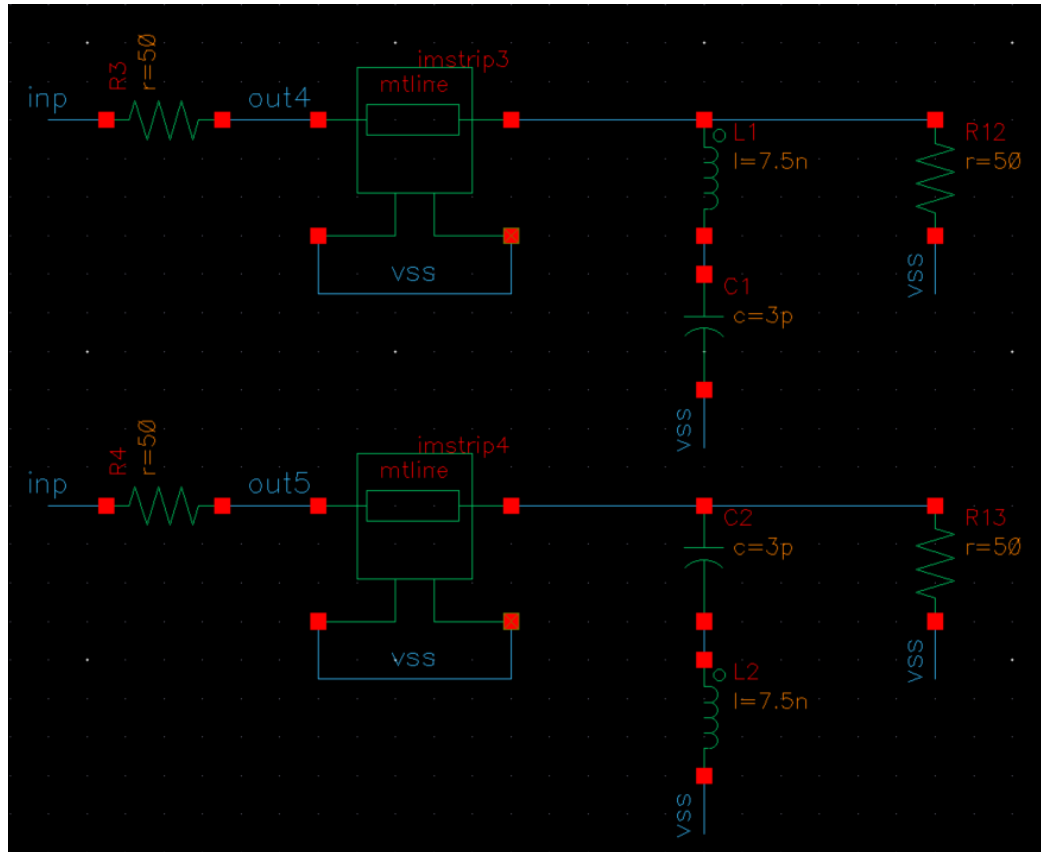 imstrip3
mtline
R3
r=50
inp
out4
L1
l=7.5n
R12
r=50
vss
vss
C1
c=3p
vss
imstrip4
mtline
R4
r=50
inp
out5
C2
c=3p
R13
r=50
vss
vss
L2
l=7.5n
vss